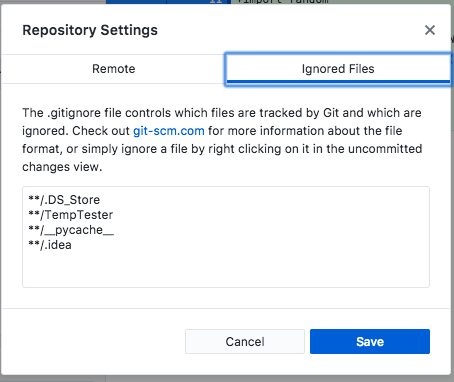 import random
Repository Settings
Remote
Ignored Files
The .gitignore file controls which files are tracked by Git and which are
ignored. Check out git-scm.com for more information about the file
format, or simply ignore a file by right clicking on it in the uncommitted
changes view.
**/.DS_Store
**/TempTester
**/__pycache__
**/.idea
Cancel
Save